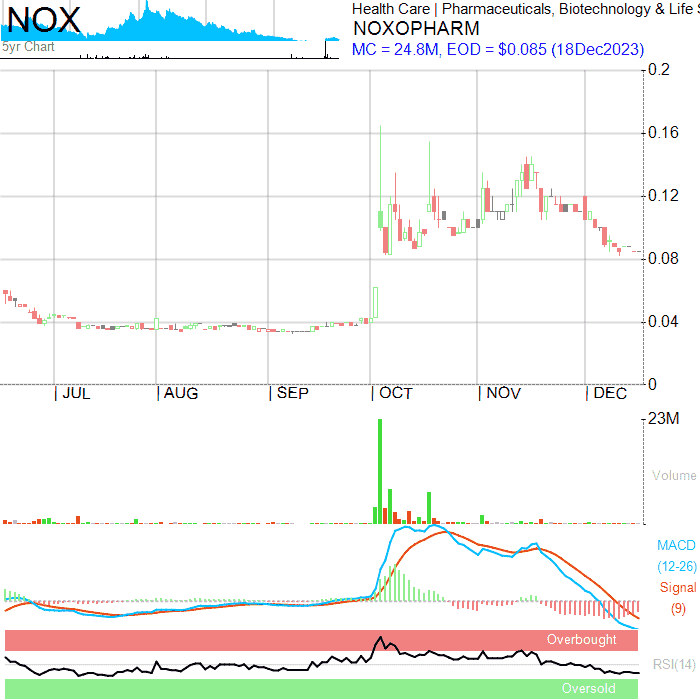 NOX
5yr Chart
Health Care | Pharmaceuticals, Biotechnology & Life S
NOXOPHARM
MC = 24.8M, EOD = $0.085 (18Dec2023)
0.2
0.16
0.12
0.08
0.04
0
JUL AUG SEP OCT NOV DEC
23M
Volume
MACD
(12-26)
Signal
(9)
Overbought
RSI(14)
Oversold